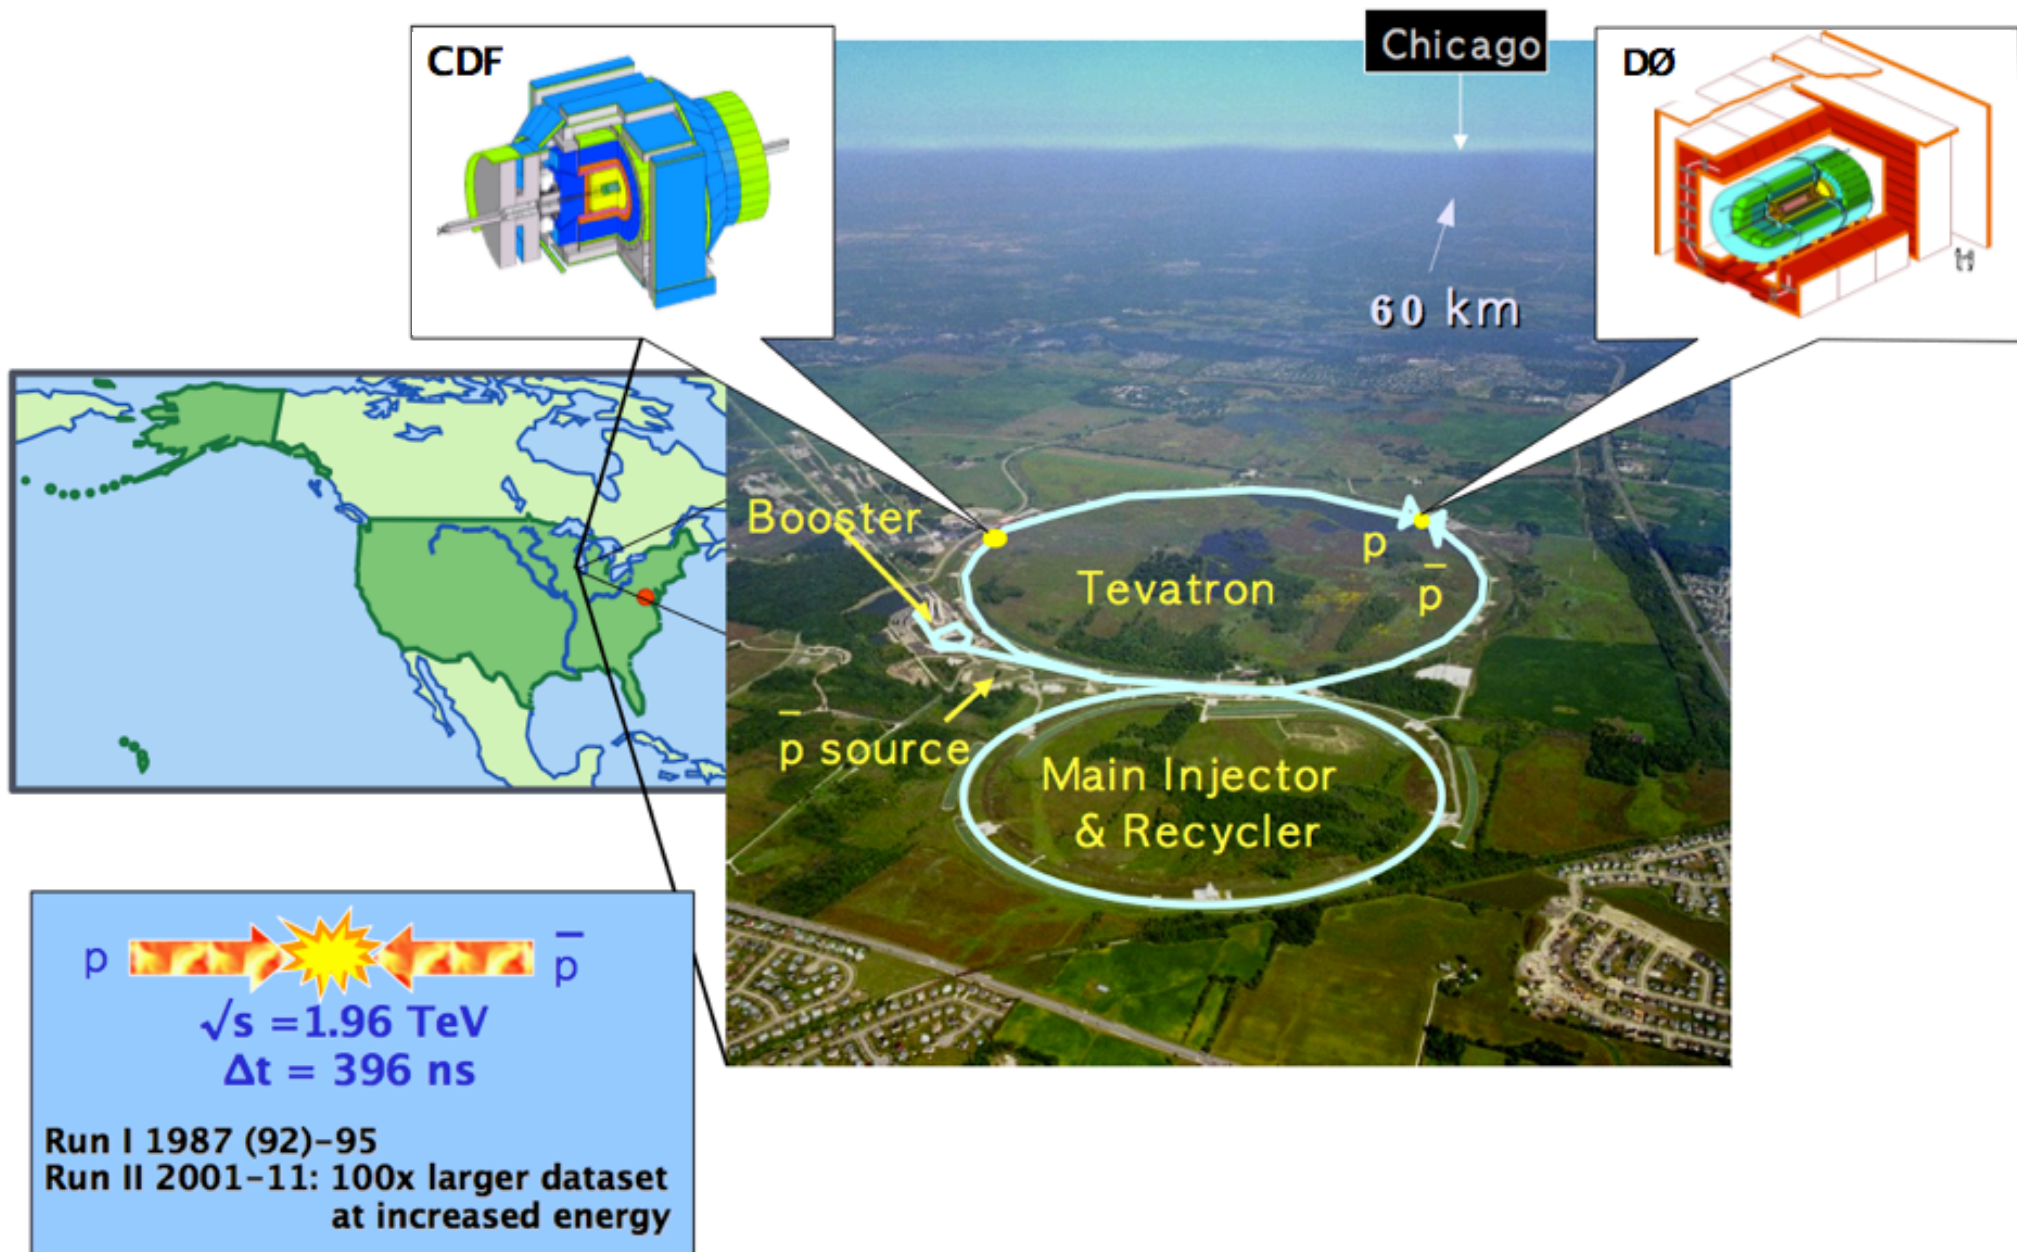 CDF
Chicago
DØ
60 km
Booster
p
p̅
Tevatron
p̅ source
Main Injector
& Recycler
p
p̅
√s =1.96 TeV
Δt = 396 ns
Run I 1987 (92)-95
Run II 2001-11: 100x larger dataset
at increased energy